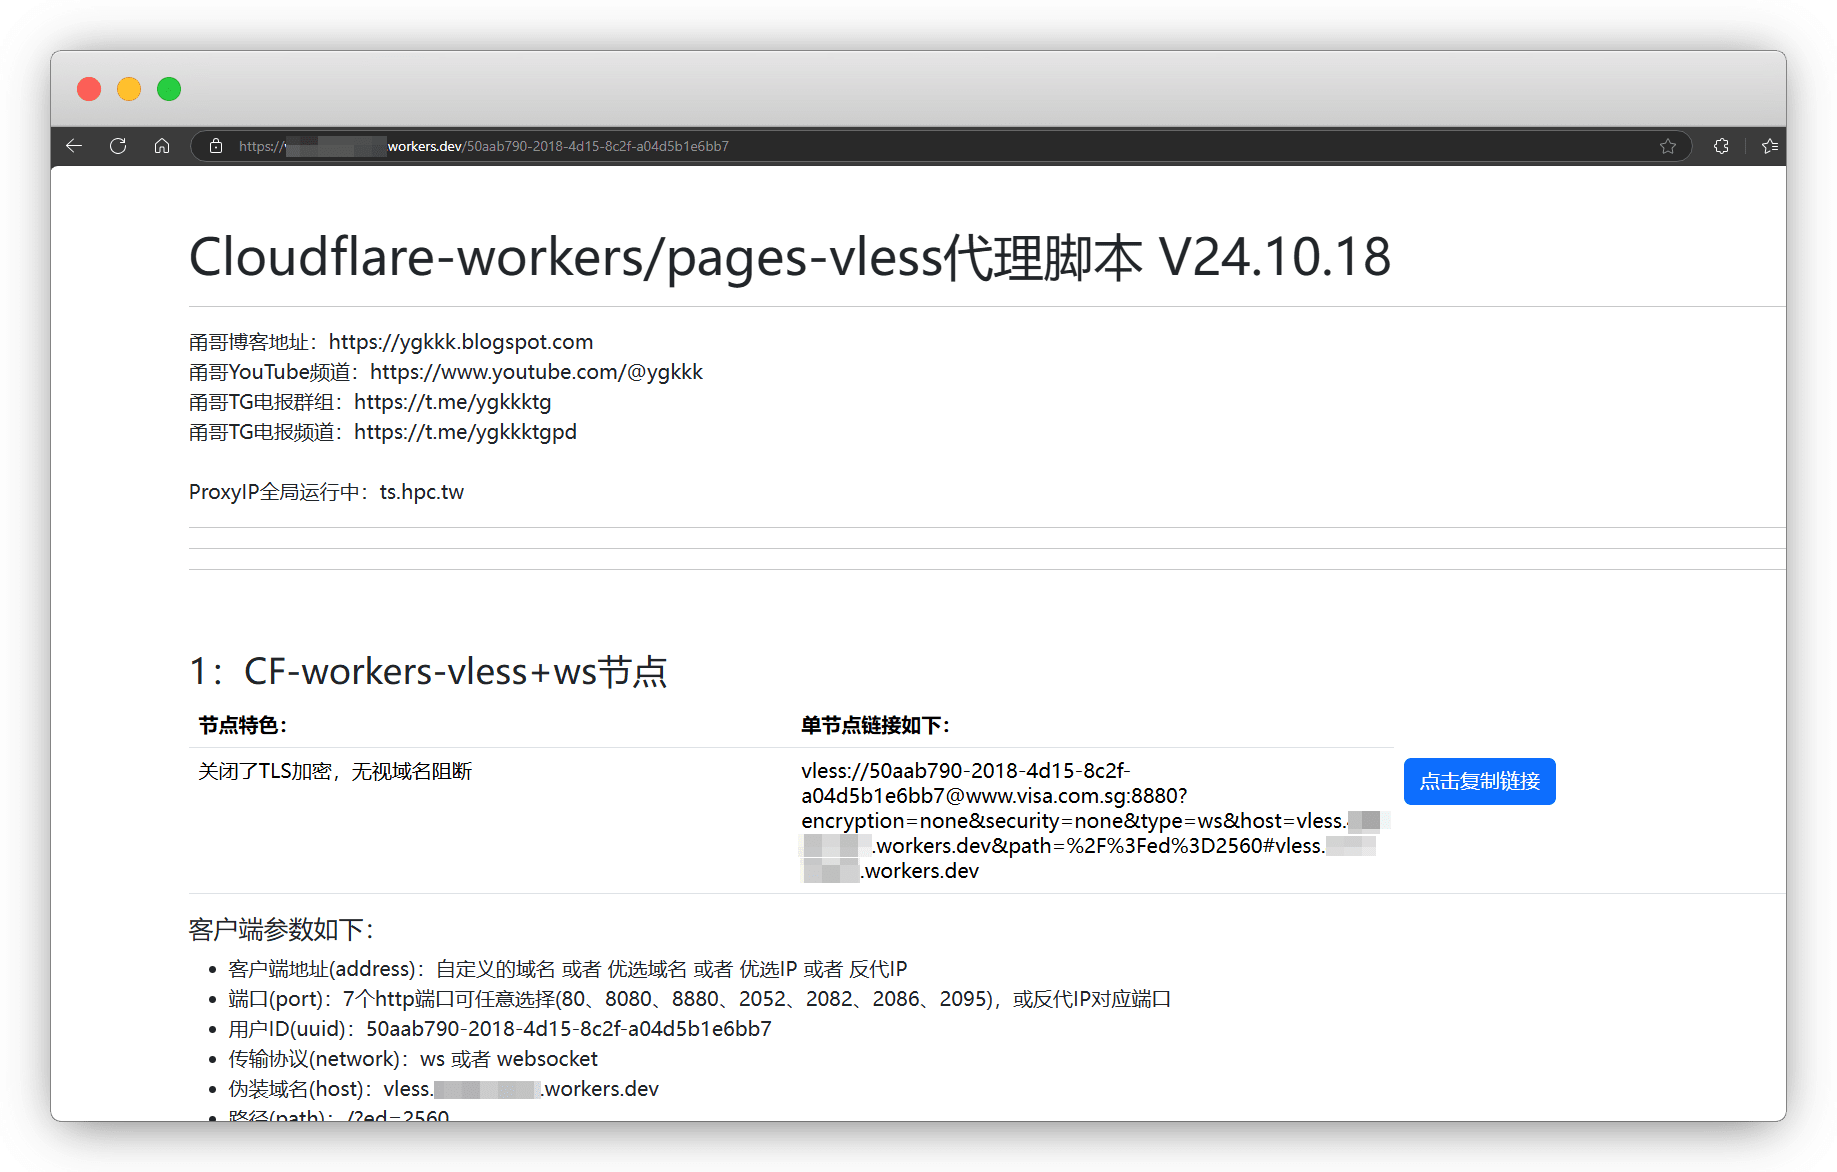 https://workers.dev/50aab790-2018-4d15-8c2f-a04d5b1e6bb7
Cloudflare-workers/pages-vless代理脚本 V24.10.18
甬哥博客地址：https://ygkkk.blogspot.com
甬哥YouTube频道：https://www.youtube.com/@ygkkk
甬哥TG电报群组：https://t.me/ygkkktg
甬哥TG电报频道：https://t.me/ygkkktgpd
ProxyIP全局运行中：ts.hpc.tw
1：CF-workers-vless+ws节点
节点特色：
单节点链接如下：
关闭了TLS加密，无视域名阻断
vless://50aab790-2018-4d15-8c2f-
a04d5b1e6bb7@www.visa.com.sg:8880?
encryption=none&security=none&type=ws&host=vless.
.workers.dev&path=%2F%3Fed%3D2560#vless.
.workers.dev
点击复制链接
客户端参数如下：
• 客户端地址(address)：自定义的域名 或者 优选域名 或者 优选IP 或者 反代IP
• 端口(port)：7个http端口可任意选择(80、8080、8880、2052、2082、2086、2095)，或反代IP对应端口
• 用户ID(uuid)：50aab790-2018-4d15-8c2f-a04d5b1e6bb7
• 传输协议(network)：ws 或者 websocket
• 伪装域名(host)：vless..workers.dev
• 路径(path)：/?ed=2560